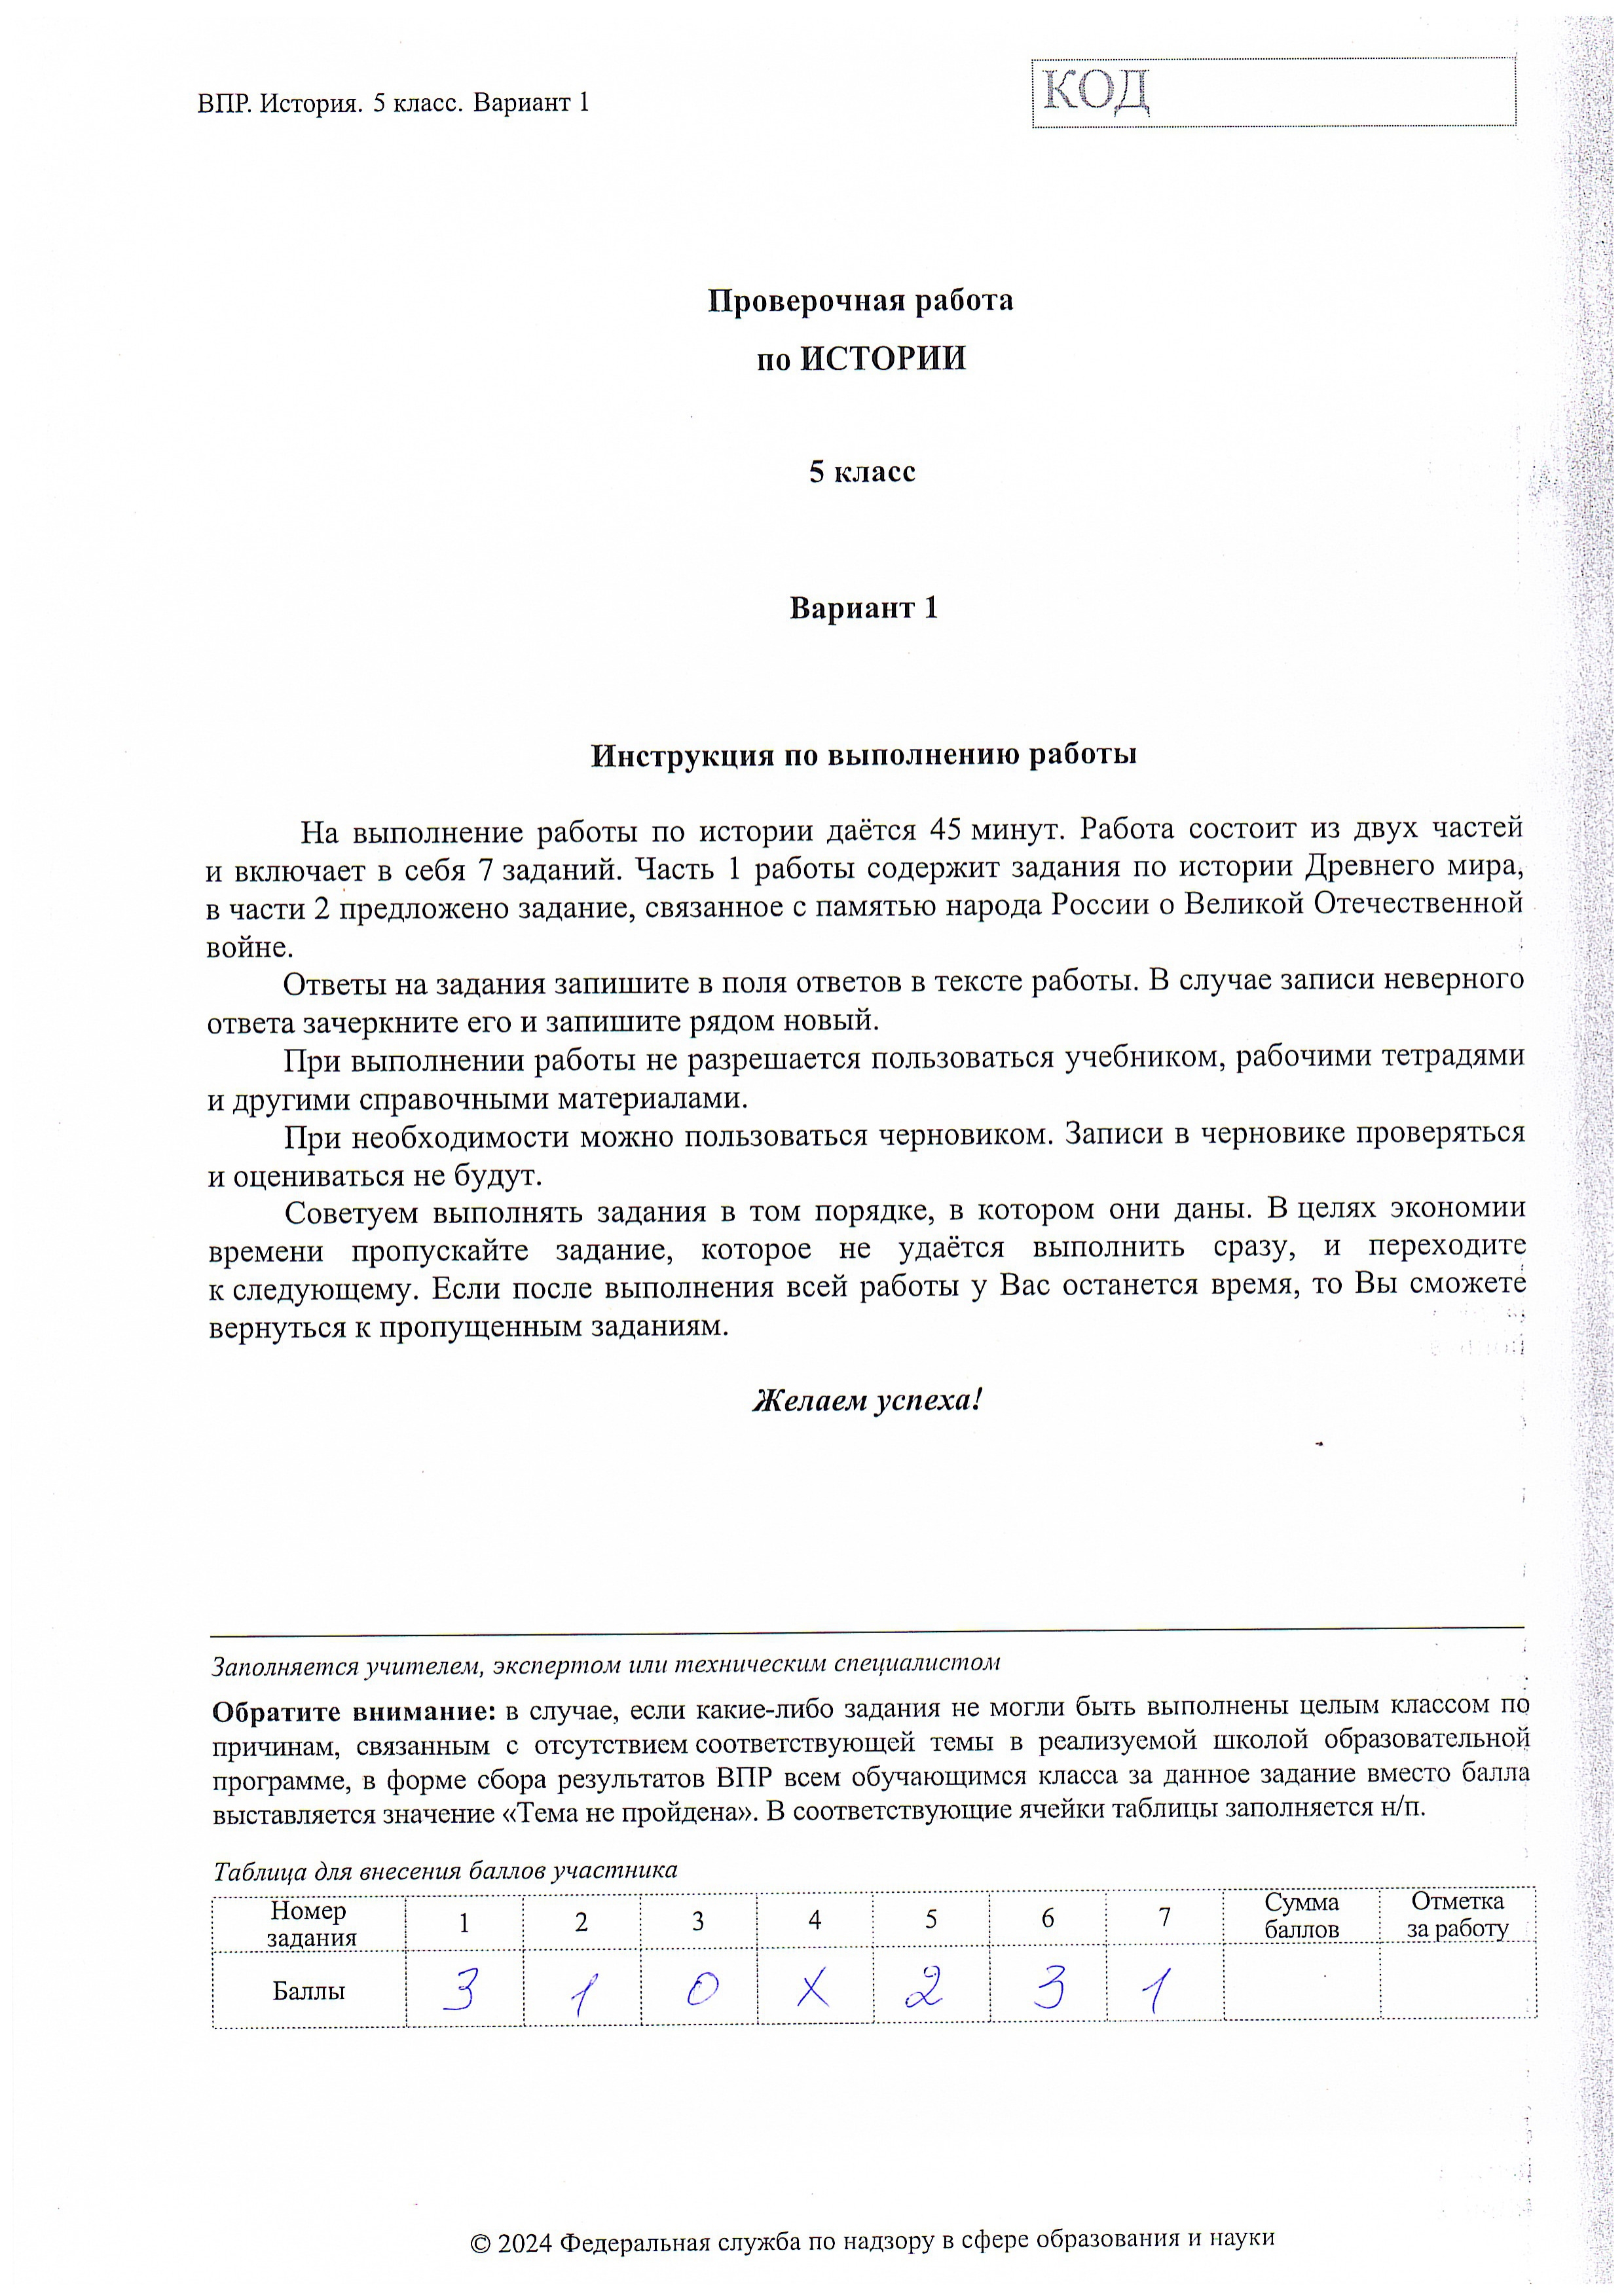 ВПР. История. 5 класс. Вариант 1
КОД
Проверочная работа
по ИСТОРИИ
5 класс
Вариант 1
Инструкция по выполнению работы
На выполнение работы по истории даётся 45 минут. Работа состоит из двух частей
и включает в себя 7 заданий. Часть 1 работы содержит задания по истории Древнего мира,
в части 2 предложено задание, связанное с памятью народа России о Великой Отечественной
войне.
Ответы на задания запишите в поля ответов в тексте работы. В случае записи неверного
ответа зачеркните его и запишите рядом новый.
При выполнении работы не разрешается пользоваться учебником, рабочими тетрадями
и другими справочными материалами.
При необходимости можно пользоваться черновиком. Записи в черновике проверяться
и оцениваться не будут.
Советуем выполнять задания в том порядке, в котором они даны. В целях экономии
времени пропускайте задание, которое не удаётся выполнить сразу, и переходите
к следующему. Если после выполнения всей работы у Вас останется время, то Вы сможете
вернуться к пропущенным заданиям.
Желаем успеха!
Заполняется учителем, экспертом или техническим специалистом
Обратите внимание: в случае, если какие-либо задания не могли быть выполнены целым классом по
причинам, связанным с отсутствием соответствующей темы в реализуемой школой образовательной
программе, в форме сбора результатов ВПР всем обучающимся класса за данное задание вместо балла
выставляется значение «Тема не пройдена». В соответствующие ячейки таблицы заполняется н/п.
Таблица для внесения баллов участника
Номер задания 1 2 3 4 5 6 7 Сумма баллов Отметка за работу
Баллы 3 1 0 X 2 3 1
© 2024 Федеральная служба по надзору в сфере образования и науки